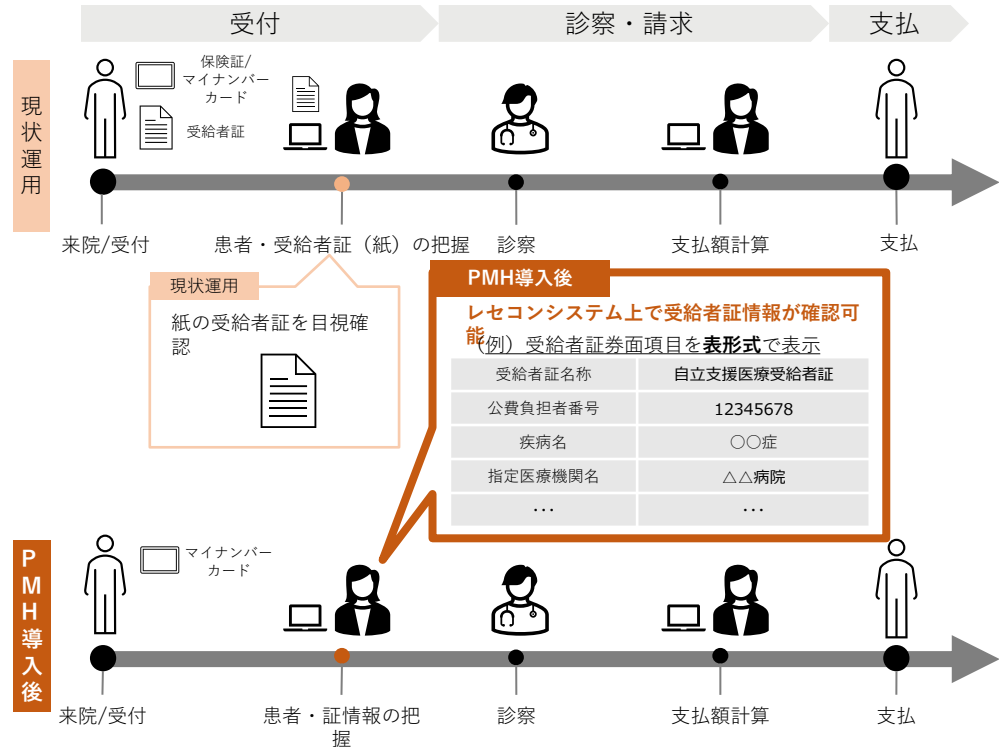 受付
診察・請求
支払
現状運用
保険証/
マイナンバー
カード
受給者証
来院/受付
患者・受給者証（紙）の把握
診察
支払額計算
支払
現状運用
紙の受給者証を目視確
認
PMH導入後
レセコンシステム上で受給者証情報が確認可
能
（例）受給者証券面項目を表形式で表示
受給者証名称
自立支援医療受給者証
公費負担者番号
12345678
疾病名
〇〇症
指定医療機関名
△△病院
･･･
･･･
PMH導入後
マイナンバー
カード
来院/受付
患者・証情報の把
握
診察
支払額計算
支払